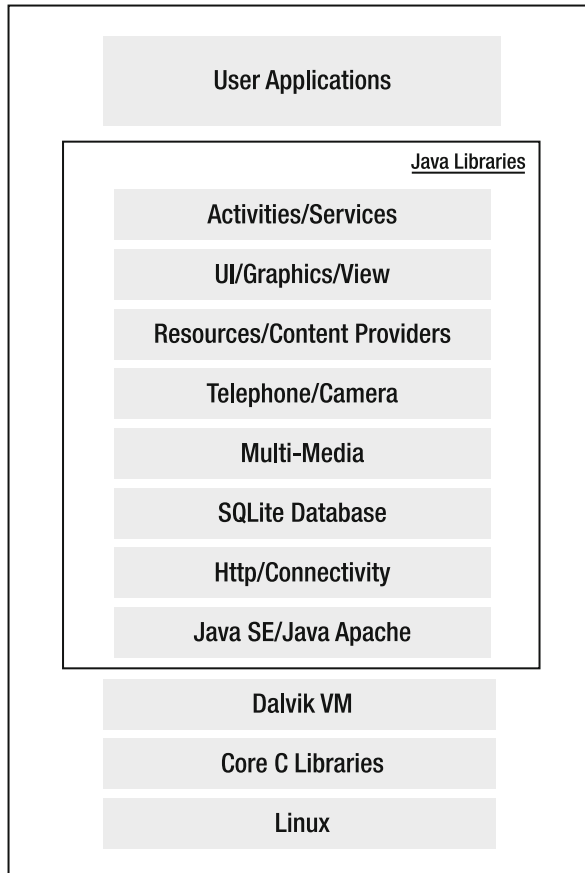 User Applications
Java Libraries
Activities/Services
UI/Graphics/View
Resources/Content Providers
Telephone/Camera
Multi-Media
SQLite Database
Http/Connectivity
Java SE/Java Apache
Dalvik VM
Core C Libraries
Linux